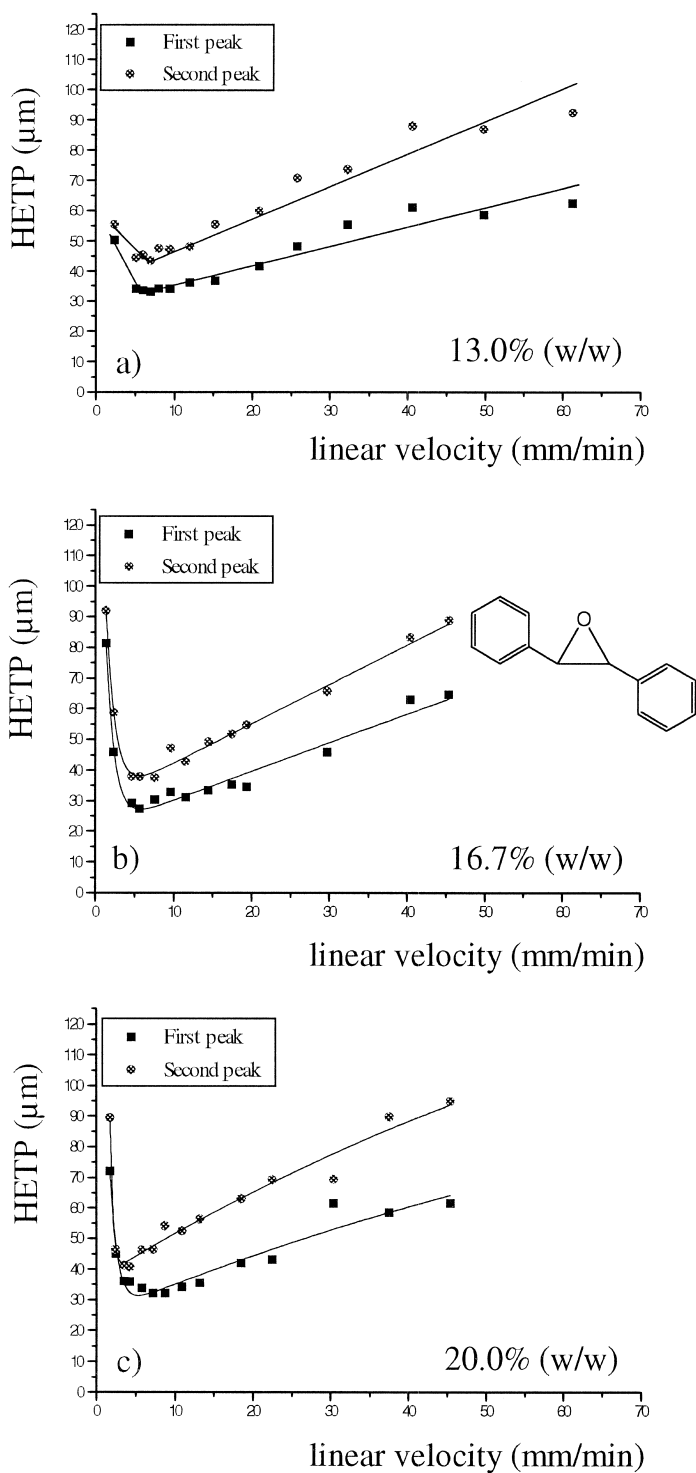 HETP (µm)
120
110
100
90
80
70
60
50
40
30
20
10
0
First peak
Second peak
a)
13.0% (w/w)
0 10 20 30 40 50 60 70
linear velocity (mm/min)
HETP (µm)
120
110
100
90
80
70
60
50
40
30
20
10
0
First peak
Second peak
O
b)
16.7% (w/w)
0 10 20 30 40 50 60 70
linear velocity (mm/min)
HETP (µm)
120
110
100
90
80
70
60
50
40
30
20
10
0
First peak
Second peak
c)
20.0% (w/w)
0 10 20 30 40 50 60 70
linear velocity (mm/min)